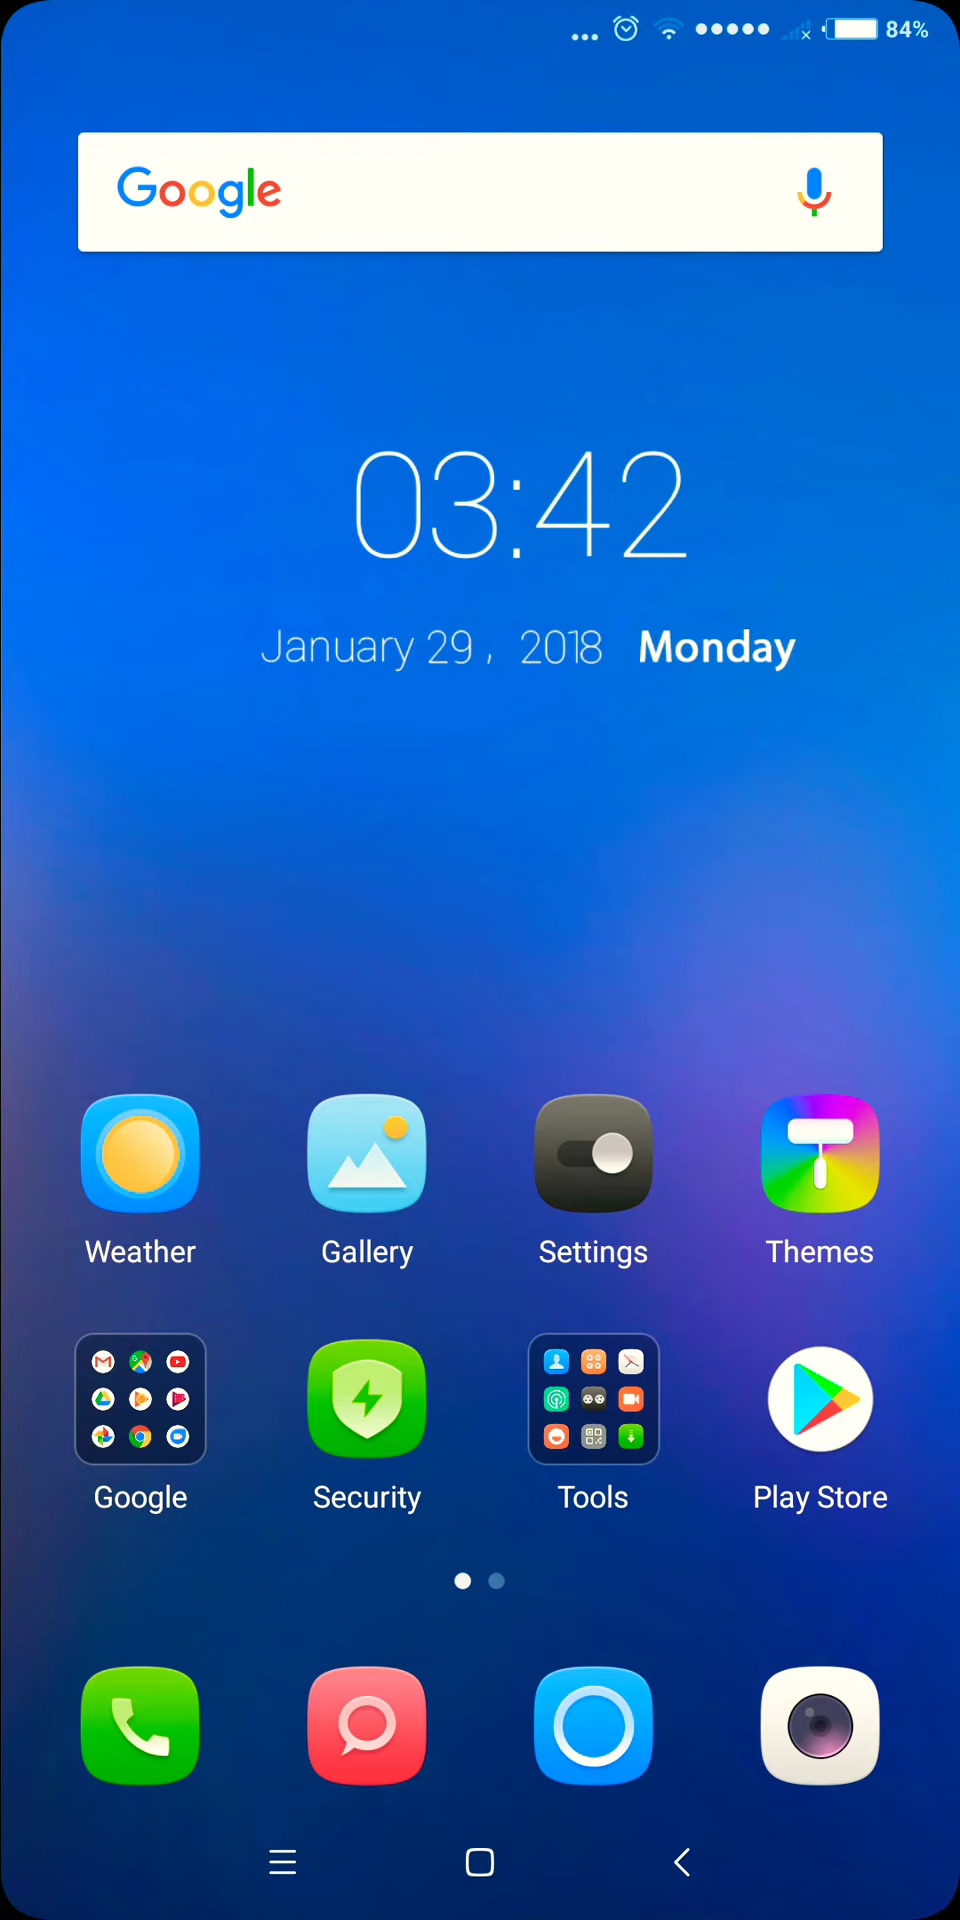 84%
Google
03:42
January 29 , 2018 Monday
Weather Gallery Settings Themes
Google Security Tools Play Store